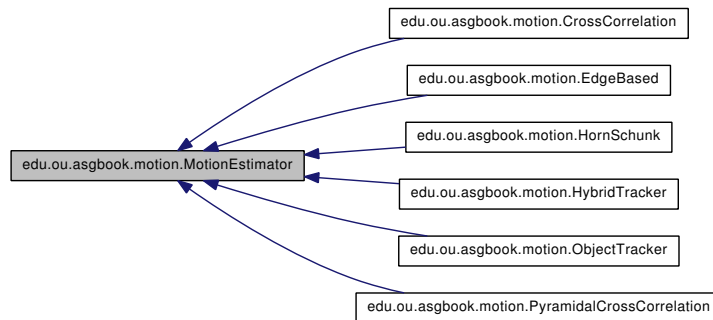 edu.ou.asgbook.motion.CrossCorrelation
edu.ou.asgbook.motion.EdgeBased
edu.ou.asgbook.motion.HornSchunk
edu.ou.asgbook.motion.MotionEstimator
edu.ou.asgbook.motion.HybridTracker
edu.ou.asgbook.motion.ObjectTracker
edu.ou.asgbook.motion.PyramidalCrossCorrelation